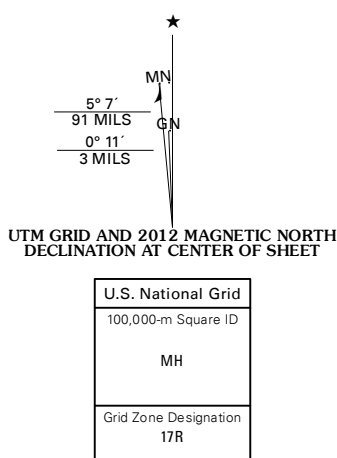 ★
MN
GN
5° 7´
91 MILS
0° 11´
3 MILS
UTM GRID AND 2012 MAGNETIC NORTH
DECLINATION AT CENTER OF SHEET
U.S. National Grid
100,000-m Square ID
MH
Grid Zone Designation
17R